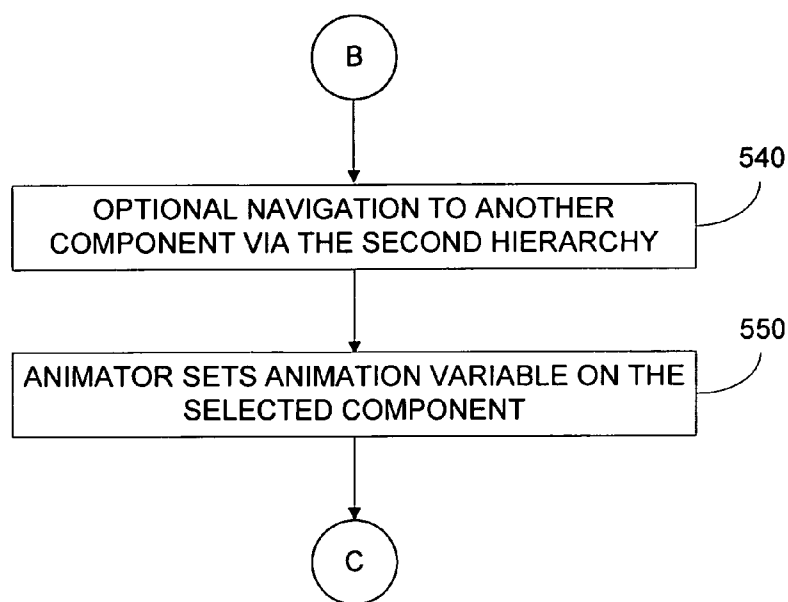 B
540
OPTIONAL NAVIGATION TO ANOTHER
COMPONENT VIA THE SECOND HIERARCHY
550
ANIMATOR SETS ANIMATION VARIABLE ON THE
SELECTED COMPONENT
C